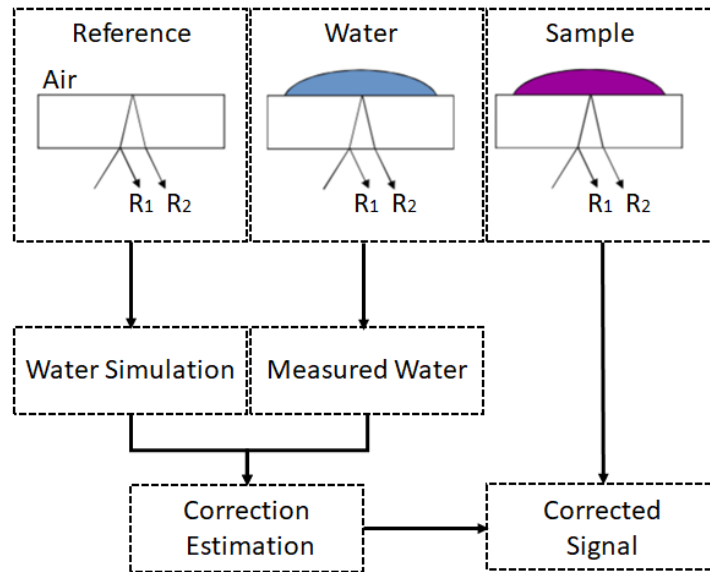 Reference
Water
Sample
Air
R1 R2
R1 R2
R1 R2
Water Simulation
Measured Water
Correction
Estimation
Corrected
Signal